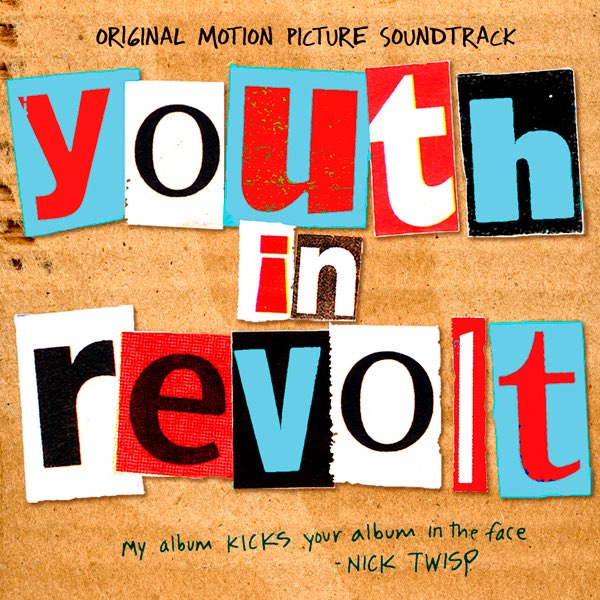 ORIGINAL MOTION PICTURE SOUNDTRACK
youth
in
revolt
my album KICKS your album in the face
- NICK TWISP